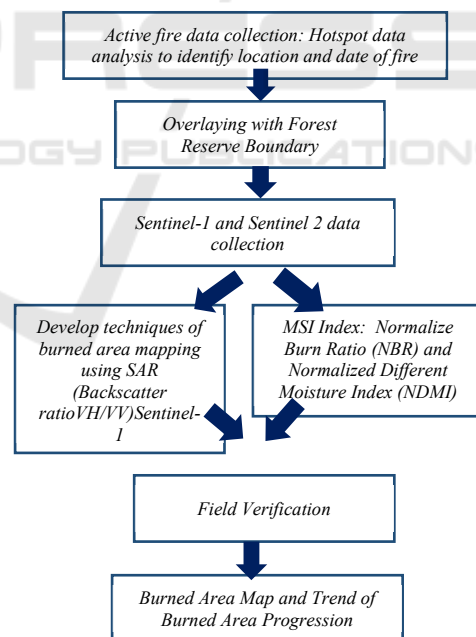 Active fire data collection: Hotspot data
analysis to identify location and date of fire
Overlaying with Forest
Reserve Boundary
OGY PUBLICATIONS
Sentinel-1 and Sentinel 2 data
collection
Develop techniques of
burned area mapping
using SAR
(Backscatter
ratioVH/VV)Sentinel-
1
MSI Index: Normalize
Burn Ratio (NBR) and
Normalized Different
Moisture Index (NDMI)
Field Verification
Burned Area Map and Trend of
Burned Area Progression